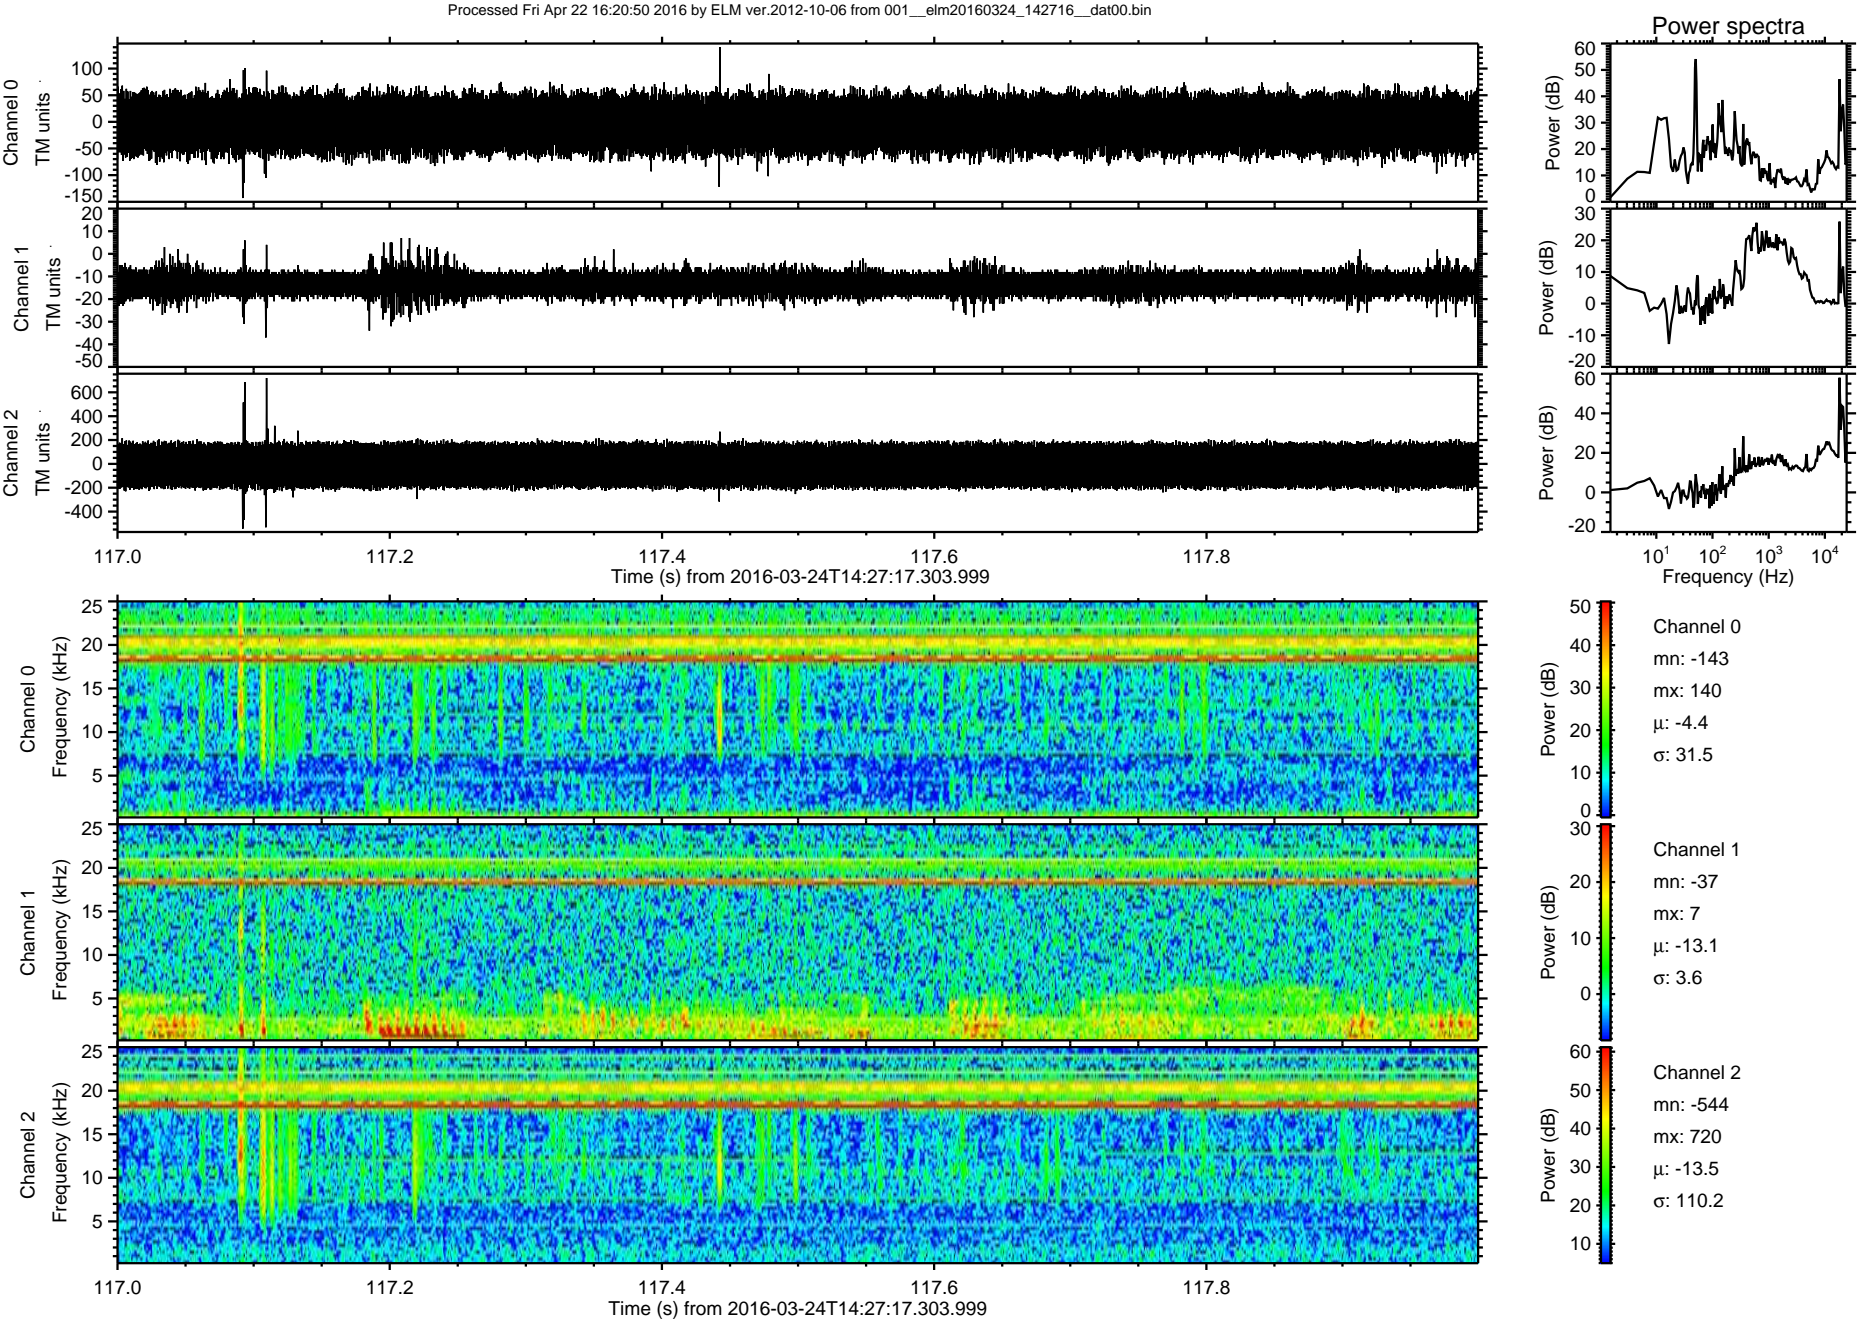 Processed Fri Apr 22 16:20:50 2016 by ELM ver.2012-10-06 from 001__elm20160324_142716__dat00.bin
Power spectra
Channel 0
TM units
100
50
0
-50
-100
-150
Power (dB)
60
50
40
30
20
10
0
Channel 1
TM units
20
10
0
-10
-20
-30
-40
-50
Power (dB)
30
20
10
0
-10
-20
Channel 2
TM units
600
400
200
0
-200
-400
Power (dB)
60
40
20
0
-20
117.0 117.2 117.4 117.6 117.8
Time (s) from 2016-03-24T14:27:17.303.999
10^1 10^2 10^3 10^4
Frequency (Hz)
Channel 0
Frequency (kHz)
25
20
15
10
5
Power (dB)
50
40
30
20
10
0
Channel 0
mn: -143
mx: 140
µ: -4.4
σ: 31.5
Channel 1
Frequency (kHz)
25
20
15
10
5
Power (dB)
30
20
10
0
Channel 1
mn: -37
mx: 7
µ: -13.1
σ: 3.6
Channel 2
Frequency (kHz)
25
20
15
10
5
Power (dB)
60
50
40
30
20
10
Channel 2
mn: -544
mx: 720
µ: -13.5
σ: 110.2
117.0 117.2 117.4 117.6 117.8
Time (s) from 2016-03-24T14:27:17.303.999